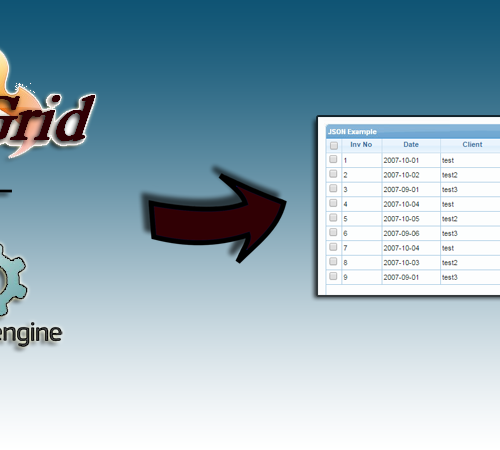 Grid
engine
JSON Example
Inv No Date Client
1 2007-10-01 test
2 2007-10-02 test2
3 2007-09-01 test3
4 2007-10-04 test
5 2007-10-05 test2
6 2007-09-06 test3
7 2007-10-04 test
8 2007-10-03 test2
9 2007-09-01 test3